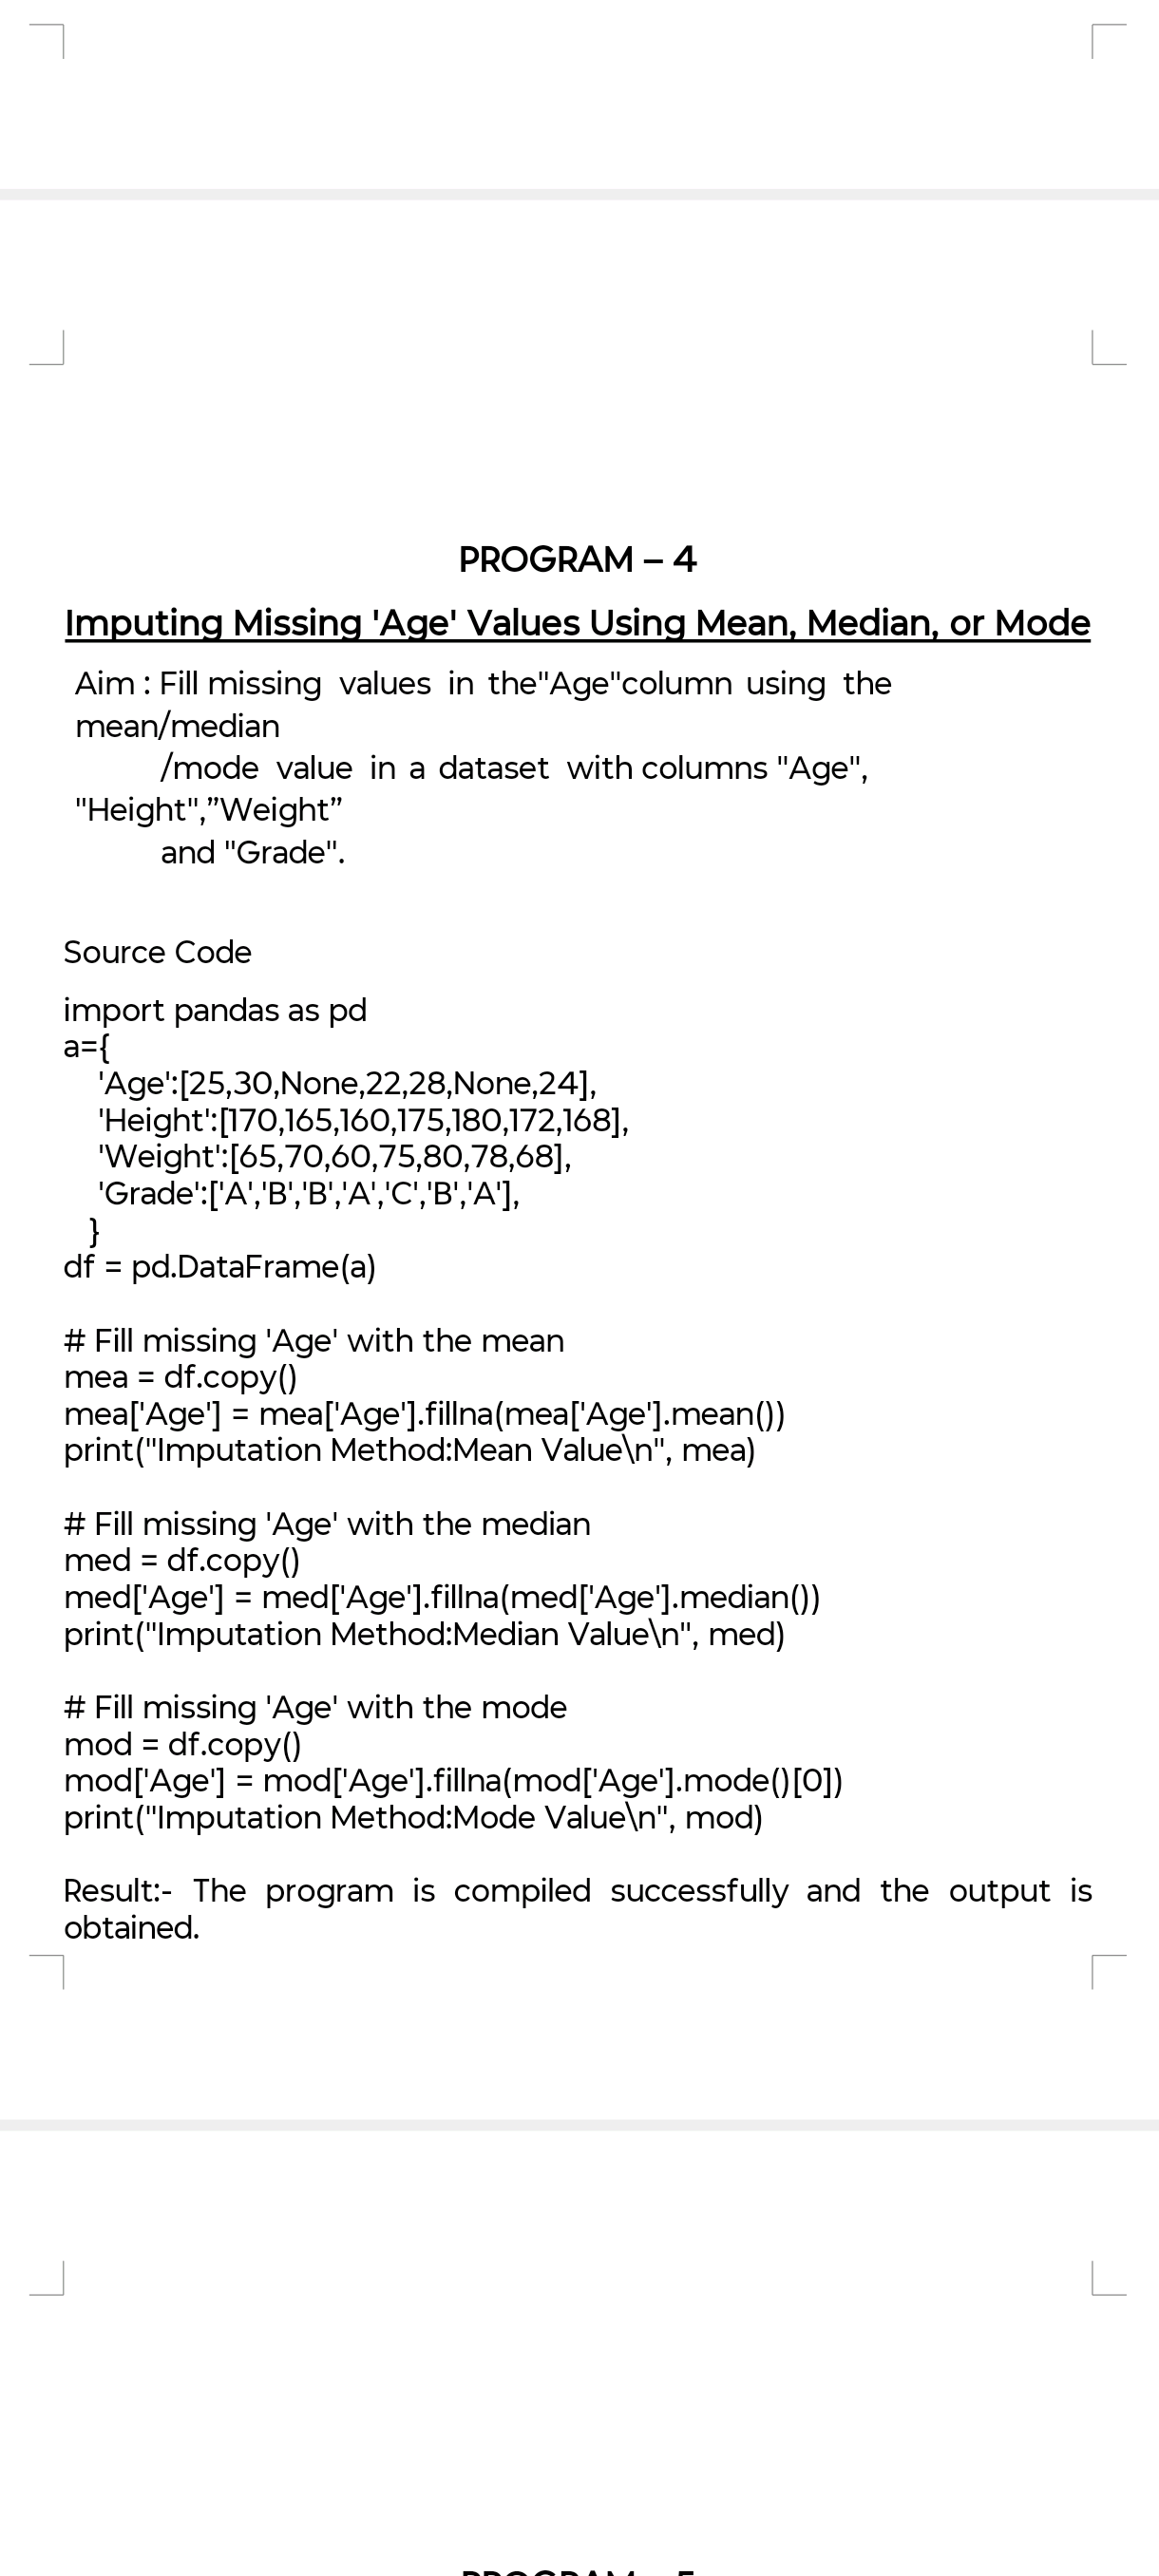 PROGRAM – 4
Imputing Missing 'Age' Values Using Mean, Median, or Mode
Aim : Fill missing values in the"Age"column using the
mean/median
/mode value in a dataset with columns "Age",
"Height",”Weight”
and "Grade".
Source Code
import pandas as pd
a={
'Age':[25,30,None,22,28,None,24],
'Height':[170,165,160,175,180,172,168],
'Weight':[65,70,60,75,80,78,68],
'Grade':['A','B','B','A','C','B','A'],
}
df = pd.DataFrame(a)
# Fill missing 'Age' with the mean
mea = df.copy()
mea['Age'] = mea['Age'].fillna(mea['Age'].mean())
print("Imputation Method:Mean Value\n", mea)
# Fill missing 'Age' with the median
med = df.copy()
med['Age'] = med['Age'].fillna(med['Age'].median())
print("Imputation Method:Median Value\n", med)
# Fill missing 'Age' with the mode
mod = df.copy()
mod['Age'] = mod['Age'].fillna(mod['Age'].mode()[0])
print("Imputation Method:Mode Value\n", mod)
Result:- The program is compiled successfully and the output is
obtained.
PROGRAM – 5